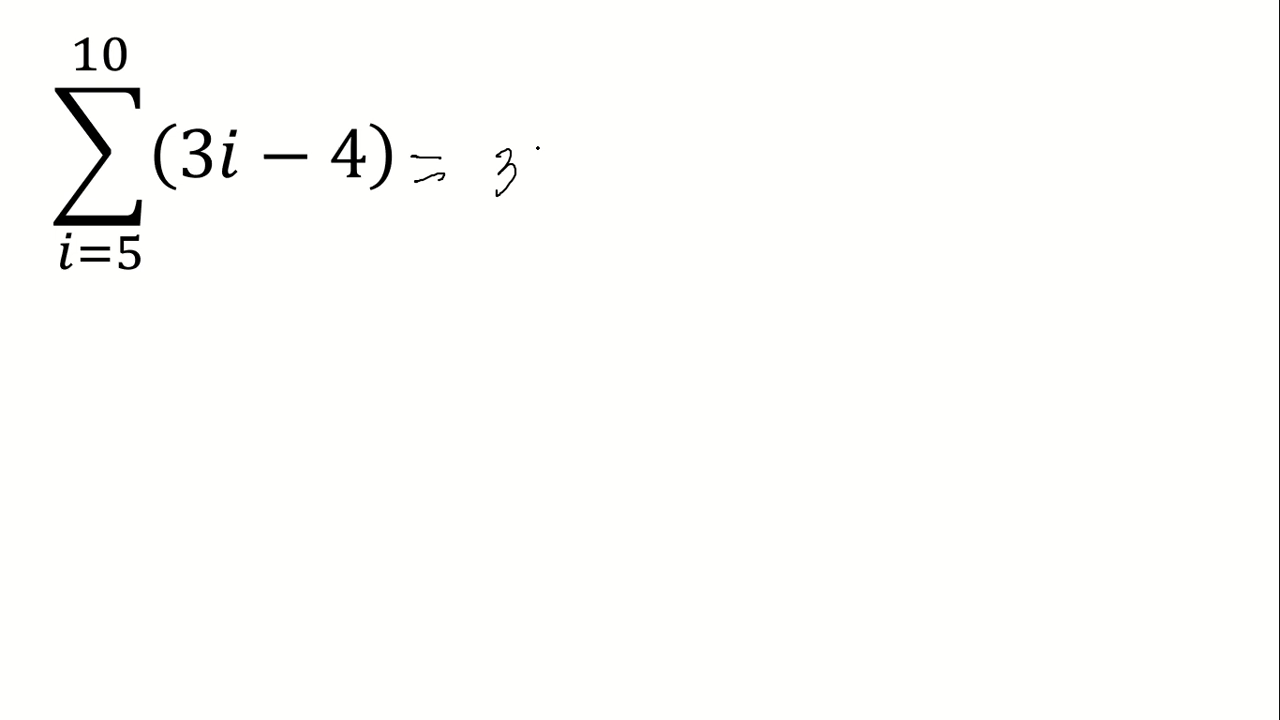 10
∑(3i − 4) = 3
i=5